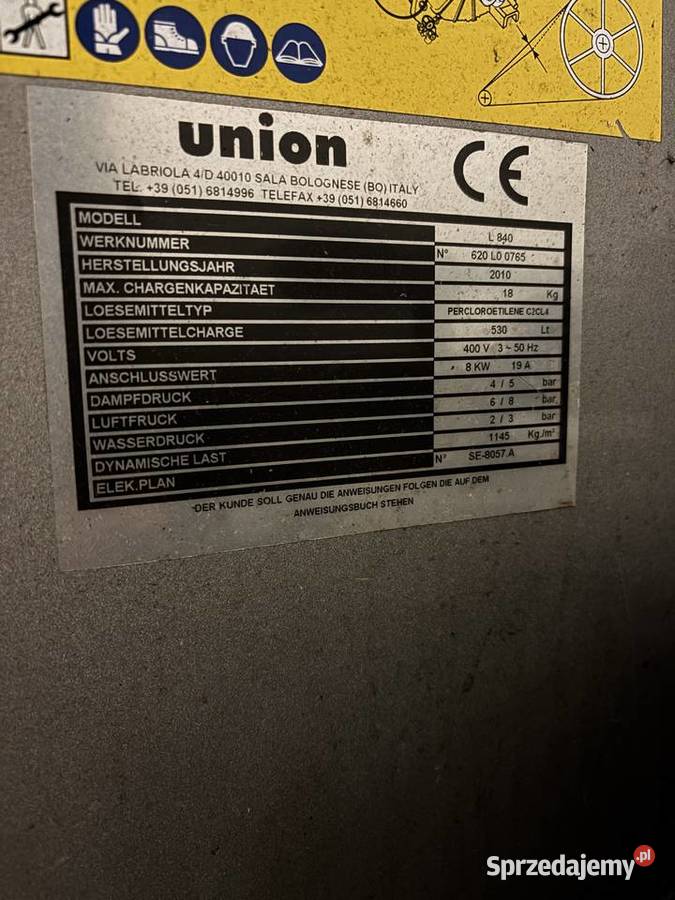 union
CE
VIA LABRIOLA 4/D 40010 SALA BOLOGNESE (BO) ITALY
TEL. +39 (051) 6814996 TELEFAX +39 (051) 6814660
MODELL L 840
WERKNUMMER N° 620 L0 0765
HERSTELLUNGSJAHR 2010
MAX. CHARGENKAPAZITAET 18 Kg
LOESEMITTELTYP PERCLOROETILENE C2CL4
LOESEMITTELCHARGE 530 Lt
VOLTS 400 V 3 ~ 50 Hz
ANSCHLUSSWERT 8 KW 19 A
DAMPFDRUCK 4 / 5 bar
LUFTFRUCK 6 / 8 bar
WASSERDRUCK 2 / 3 bar
DYNAMISCHE LAST 1145 Kg./m²
ELEK.PLAN N° SE-8057.A
DER KUNDE SOLL GENAU DIE ANWEISUNGEN FOLGEN DIE AUF DEM
ANWEISUNGSBUCH STEHEN
Sprzedajemy.pl